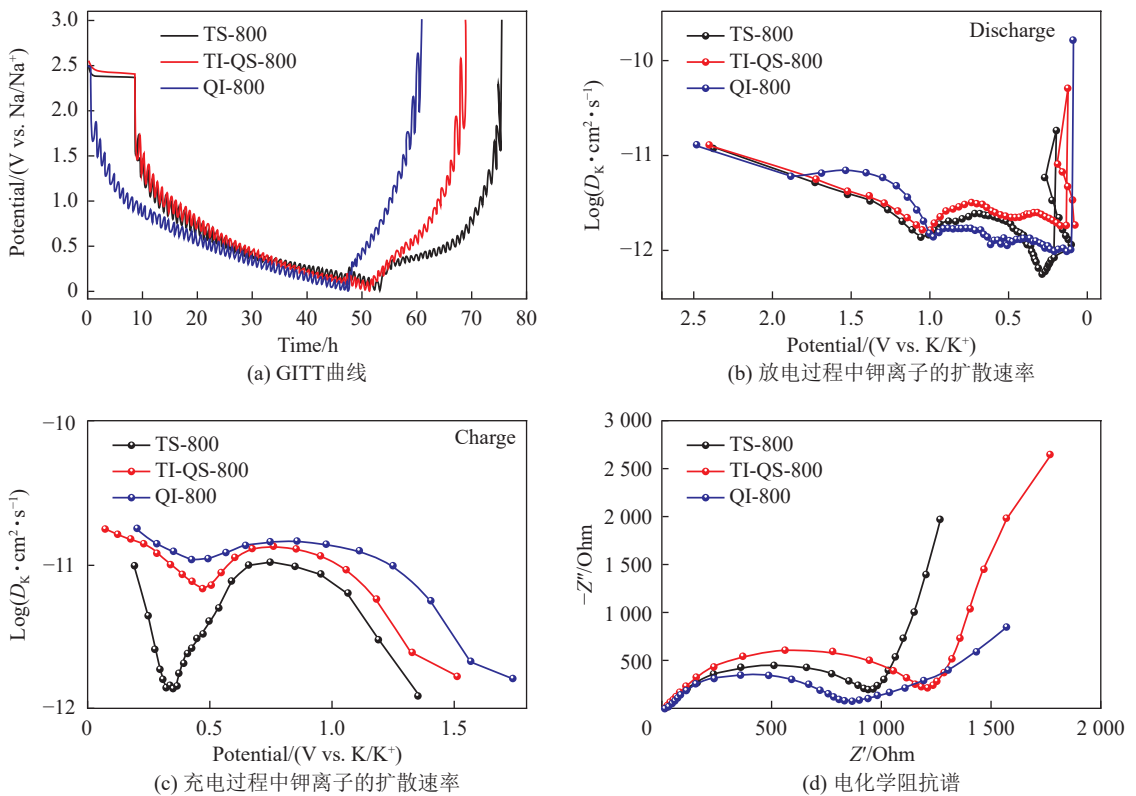 TS-800
TI-QS-800
QI-800
Potential/(V vs. Na/Na⁺)
3.0
2.5
2.0
1.5
1.0
0.5
0
0 10 20 30 40 50 60 70 80
Time/h
(a) GITT曲线
TS-800
TI-QS-800
QI-800
Discharge
Log(D_K·cm²·s⁻¹)
−10
−11
−12
2.5 2.0 1.5 1.0 0.5 0
Potential/(V vs. K/K⁺)
(b) 放电过程中钾离子的扩散速率
TS-800
TI-QS-800
QI-800
Charge
Log(D_K·cm²·s⁻¹)
−10
−11
−12
0 0.5 1.0 1.5
Potential/(V vs. K/K⁺)
(c) 充电过程中钾离子的扩散速率
TS-800
TI-QS-800
QI-800
−Z″/Ohm
3 000
2 500
2 000
1 500
1 000
500
0
0 500 1 000 1 500 2 000
Z′/Ohm
(d) 电化学阻抗谱